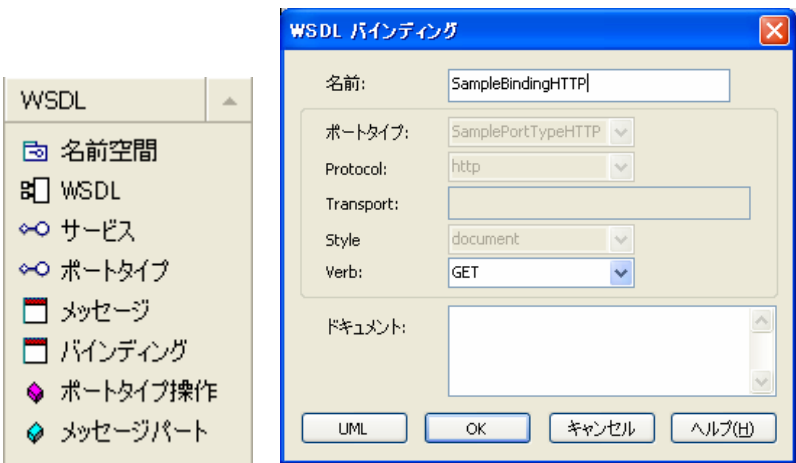 WSDL
名前空間
WSDL
サービス
ポートタイプ
メッセージ
バインディング
ポートタイプ操作
メッセージパート
WSDL バインディング
名前: SampleBindingHTTP
ポートタイプ: SamplePortTypeHTTP
Protocol: http
Transport:
Style document
Verb: GET
ドキュメント:
UML OK キャンセル ヘルプ(H)